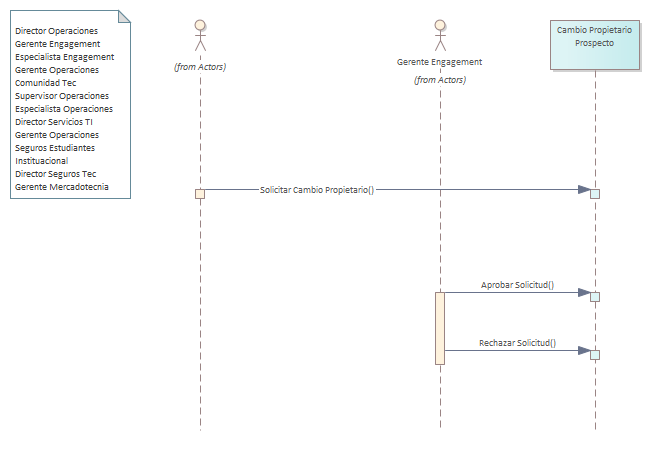 Director Operaciones
Gerente Engagement
Especialista Engagement
Gerente Operaciones
Comunidad Tec
Supervisor Operaciones
Especialista Operaciones
Director Servicios TI
Gerente Operaciones
Seguros Estudiantes
Instituacional
Director Seguros Tec
Gerente Mercadotecnia
(from Actors)
Gerente Engagement
(from Actors)
Cambio Propietario
Prospecto
Solicitar Cambio Propietario()
Aprobar Solicitud()
Rechazar Solicitud()